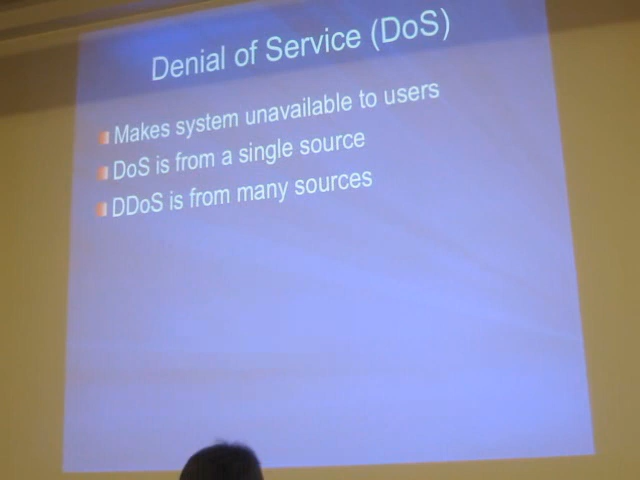 Denial of Service (DoS)
Makes system unavailable to users
DoS is from a single source
DDoS is from many sources